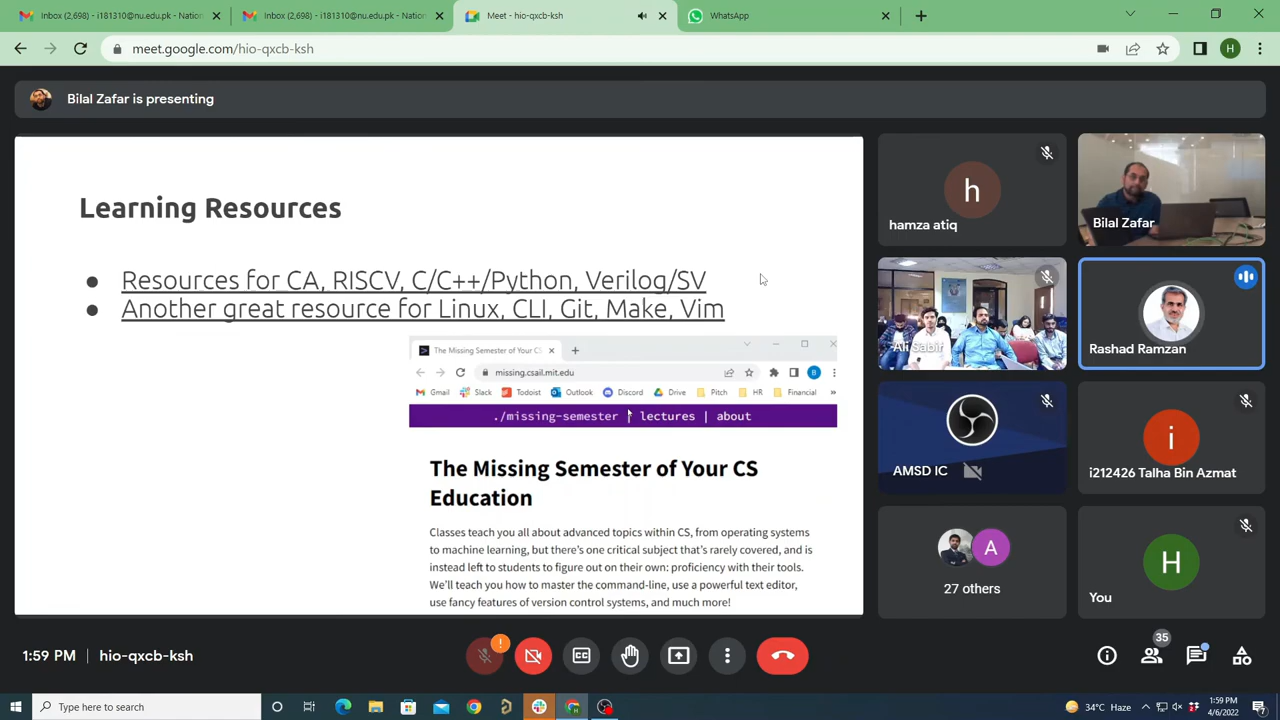 Inbox (2,698) - i181310@nu.edu.pk - Nation
Inbox (2,698) - i181310@nu.edu.pk - Nation
Meet - hio-qxcb-ksh
WhatsApp
meet.google.com/hio-qxcb-ksh
H
Bilal Zafar is presenting
Learning Resources
Resources for CA, RISCV, C/C++/Python, Verilog/SV
Another great resource for Linux, CLI, Git, Make, Vim
The Missing Semester of Your CS
missing.csail.mit.edu
B
Gmail
Slack
Todoist
Outlook
Discord
Drive
Pitch
HR
Financial
»
./missing-semester | lectures | about
The Missing Semester of Your CS
Education
Classes teach you all about advanced topics within CS, from operating systems
to machine learning, but there's one critical subject that's rarely covered, and is
instead left to students to figure out on their own: proficiency with their tools.
We'll teach you how to master the command-line, use a powerful text editor,
use fancy features of version control systems, and much more!
h
hamza atiq
Bilal Zafar
Ali Sabir
Rashad Ramzan
AMSD IC
i
i212426 Talha Bin Azmat
A
27 others
H
You
1:59 PM | hio-qxcb-ksh
CC
35
Type here to search
34°C Haze
1:59 PM
4/6/2022